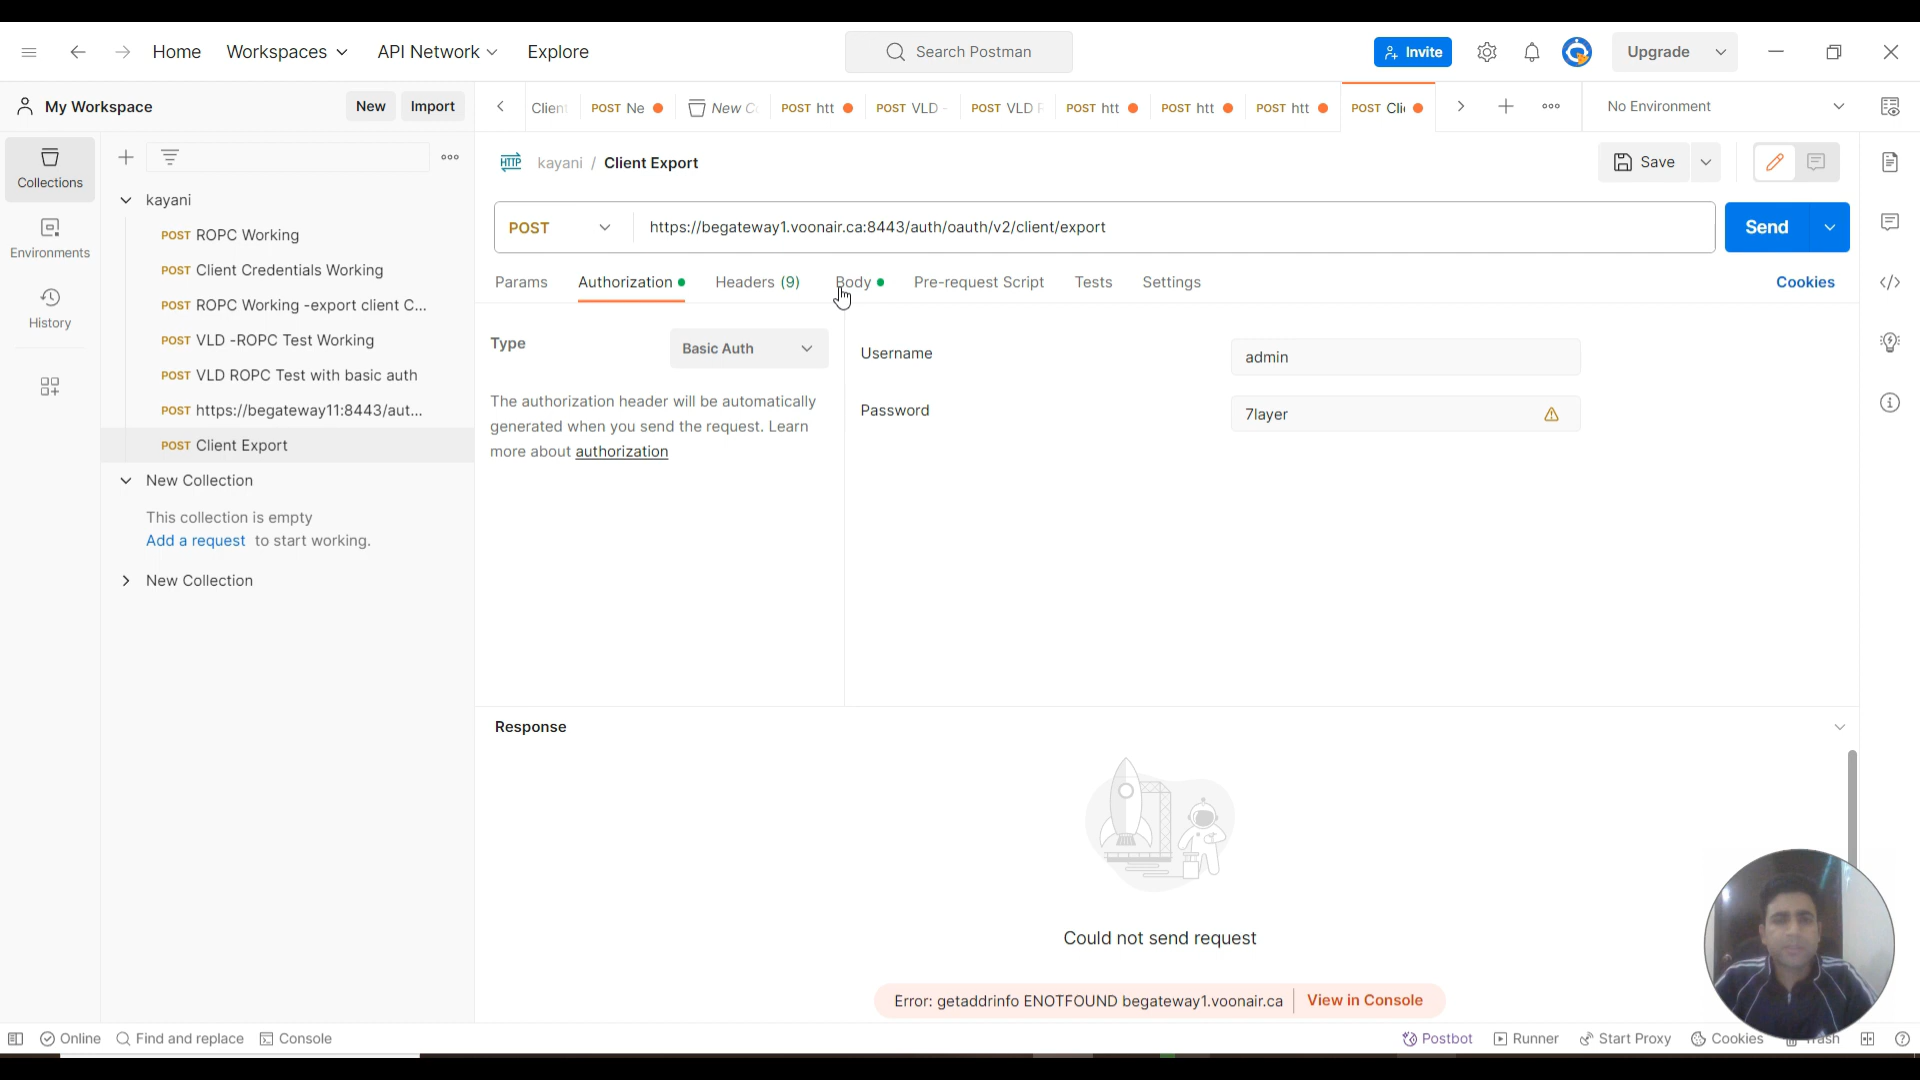 Home
Workspaces
API Network
Explore
Search Postman
Invite
Upgrade
My Workspace
New
Import
Client
POST Ne
New C
POST htt
POST VLD -
POST VLD
POST htt
POST htt
POST htt
POST Cli
No Environment
Collections
Environments
History
kayani
POST ROPC Working
POST Client Credentials Working
POST ROPC Working -export client C...
POST VLD -ROPC Test Working
POST VLD ROPC Test with basic auth
POST https://begateway11:8443/aut...
POST Client Export
New Collection
This collection is empty
Add a request to start working.
New Collection
HTTP kayani / Client Export
Save
POST
https://begateway1.voonair.ca:8443/auth/oauth/v2/client/export
Send
Params
Authorization
Headers (9)
Body
Pre-request Script
Tests
Settings
Cookies
Type
Basic Auth
The authorization header will be automatically
generated when you send the request. Learn
more about authorization
Username
admin
Password
7layer
Response
Could not send request
Error: getaddrinfo ENOTFOUND begateway1.voonair.ca
View in Console
Online
Find and replace
Console
Postbot
Runner
Start Proxy
Cookies
Trash